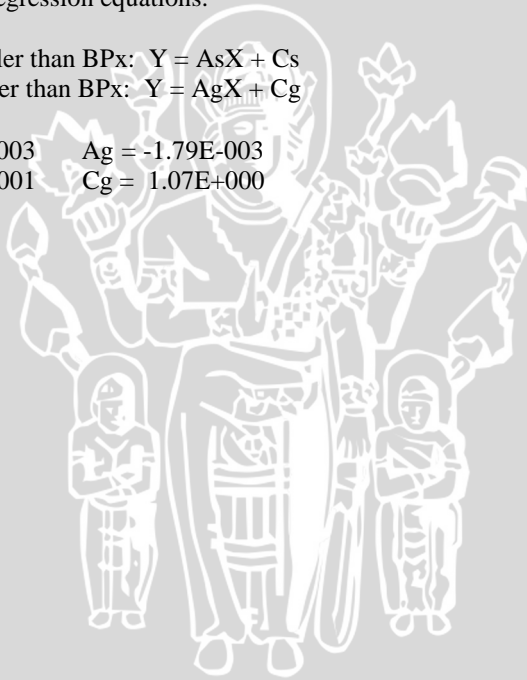 egression equations:
ler than BPx: Y = AsX + Cs
er than BPx: Y = AgX + Cg
003 Ag = -1.79E-003
001 Cg = 1.07E+000